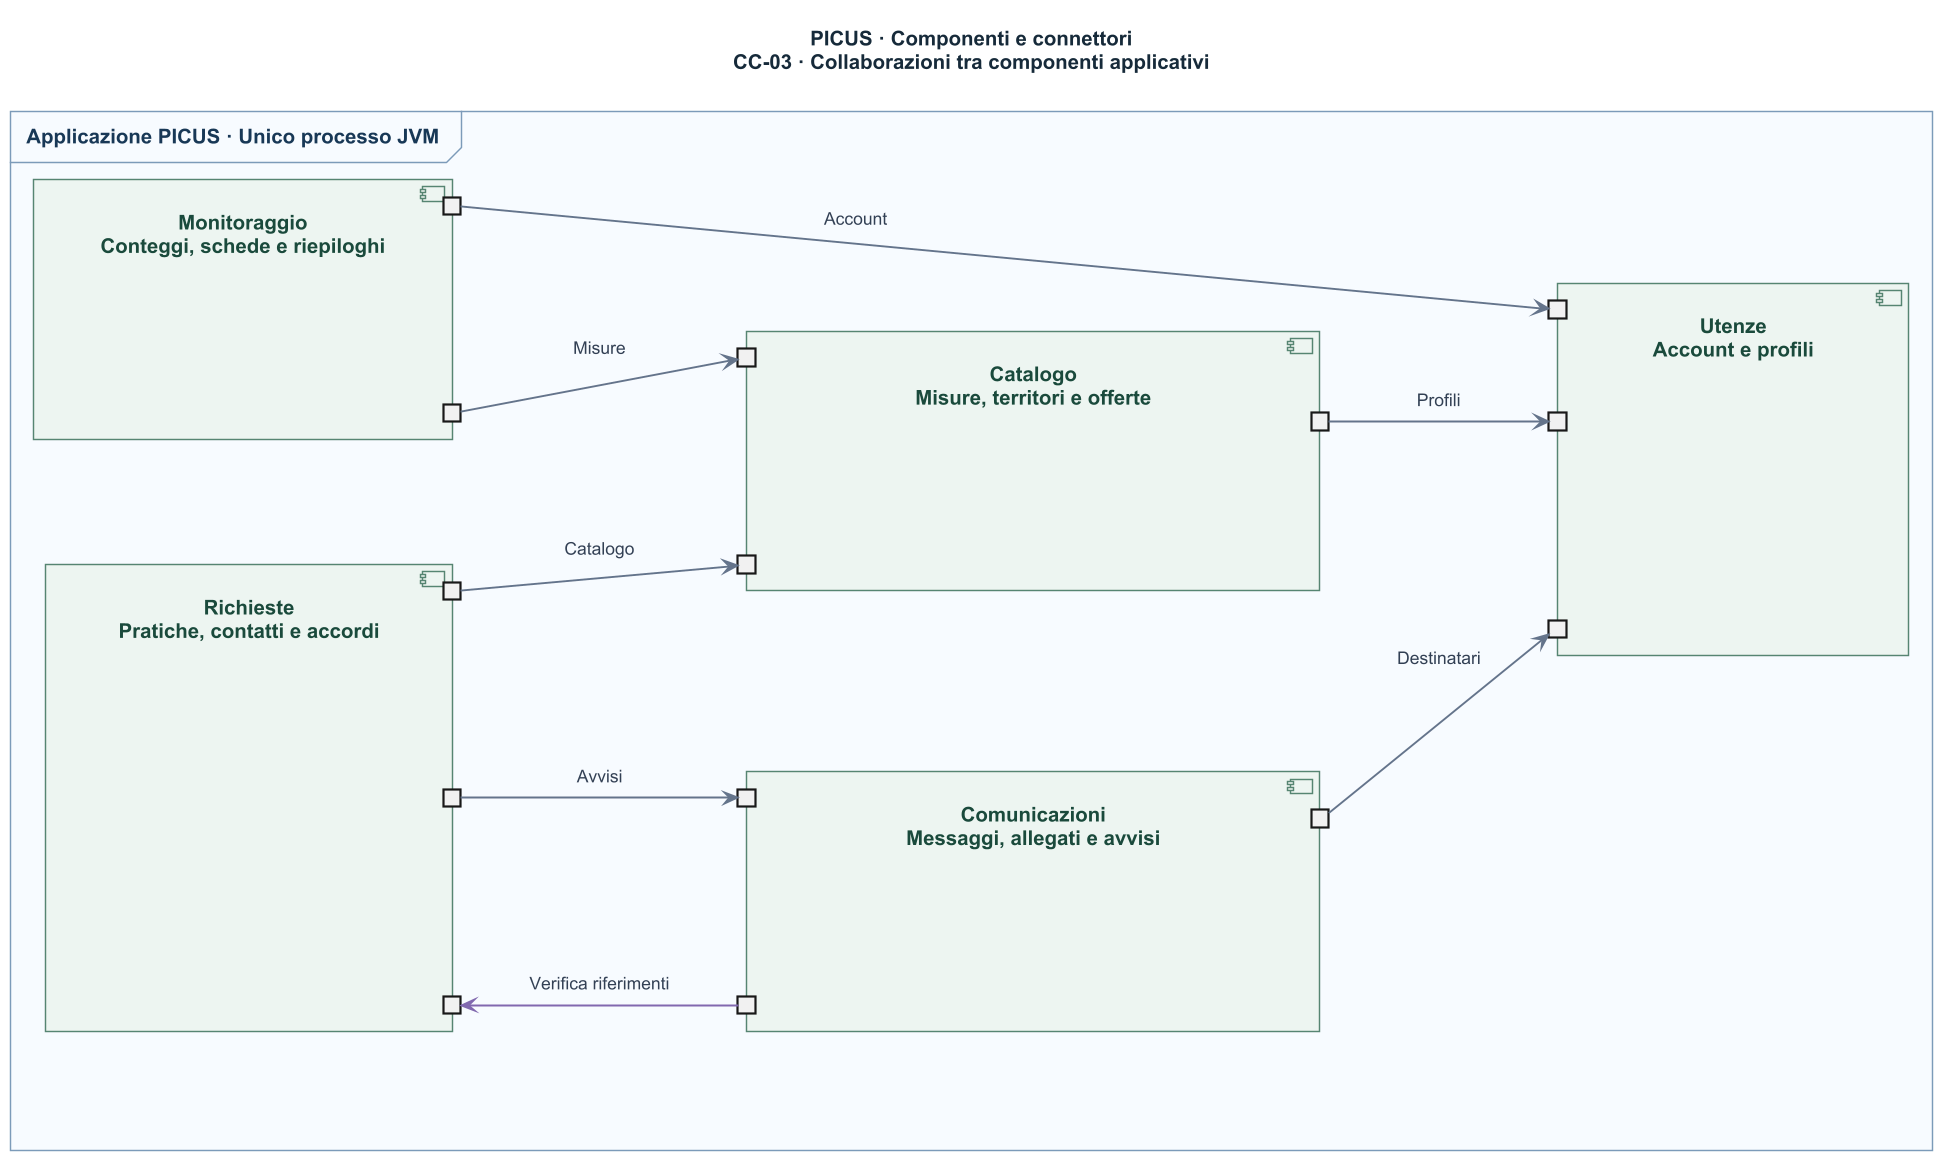 PICUS · Componenti e connettori
CC-03 · Collaborazioni tra componenti applicativi
Applicazione PICUS · Unico processo JVM
Monitoraggio
Conteggi, schede e riepiloghi
Account
Utenze
Account e profili
Misure
Catalogo
Misure, territori e offerte
Profili
Catalogo
Richieste
Pratiche, contatti e accordi
Destinatari
Avvisi
Comunicazioni
Messaggi, allegati e avvisi
Verifica riferimenti